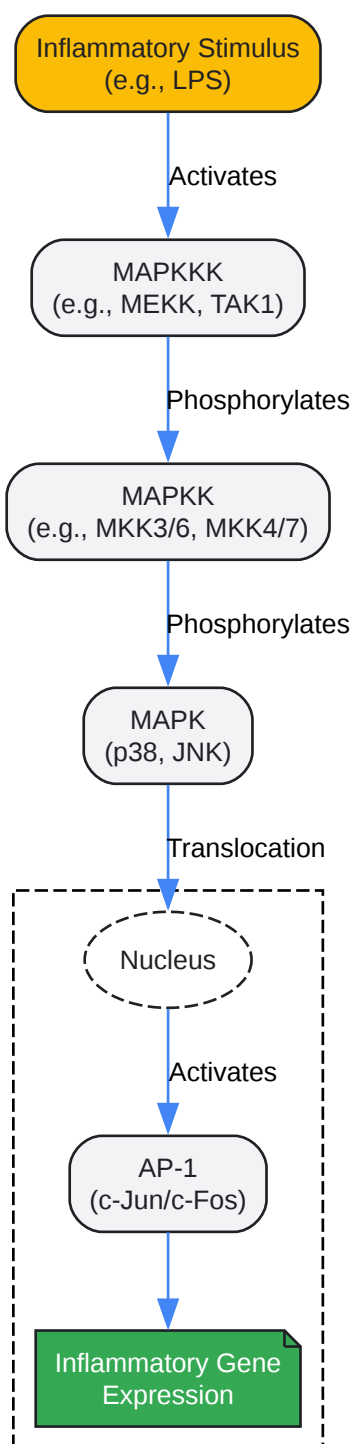 Inflammatory Stimulus
(e.g., LPS)
Activates
MAPKKK
(e.g., MEKK, TAK1)
Phosphorylates
MAPKK
(e.g., MKK3/6, MKK4/7)
Phosphorylates
MAPK
(p38, JNK)
Translocation
Nucleus
Activates
AP-1
(c-Jun/c-Fos)
Inflammatory Gene
Expression